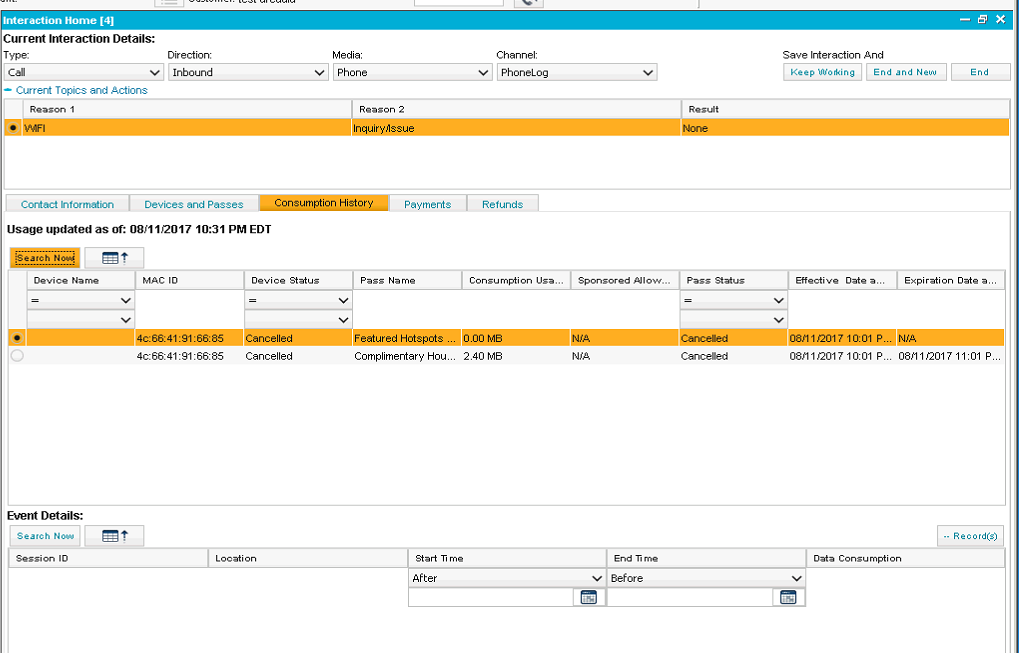 Customer: test arcadia
Interaction Home [4]
Current Interaction Details:
Type: Direction: Media: Channel: Save Interaction And
Call Inbound Phone PhoneLog Keep Working End and New End
Current Topics and Actions
Reason 1 Reason 2 Result
WIFI Inquiry/Issue None
Contact Information Devices and Passes Consumption History Payments Refunds
Usage updated as of: 08/11/2017 10:31 PM EDT
Search Now
Device Name MAC ID Device Status Pass Name Consumption Usa... Sponsored Allow... Pass Status Effective Date a... Expiration Date a...
= = =
4c:66:41:91:66:85 Cancelled Featured Hotspots ... 0.00 MB N/A Cancelled 08/11/2017 10:01 P... N/A
4c:66:41:91:66:85 Cancelled Complimentary Hou... 2.40 MB N/A Cancelled 08/11/2017 10:01 P... 08/11/2017 11:01 P...
Event Details:
Search Now -- Record(s)
Session ID Location Start Time End Time Data Consumption
After Before